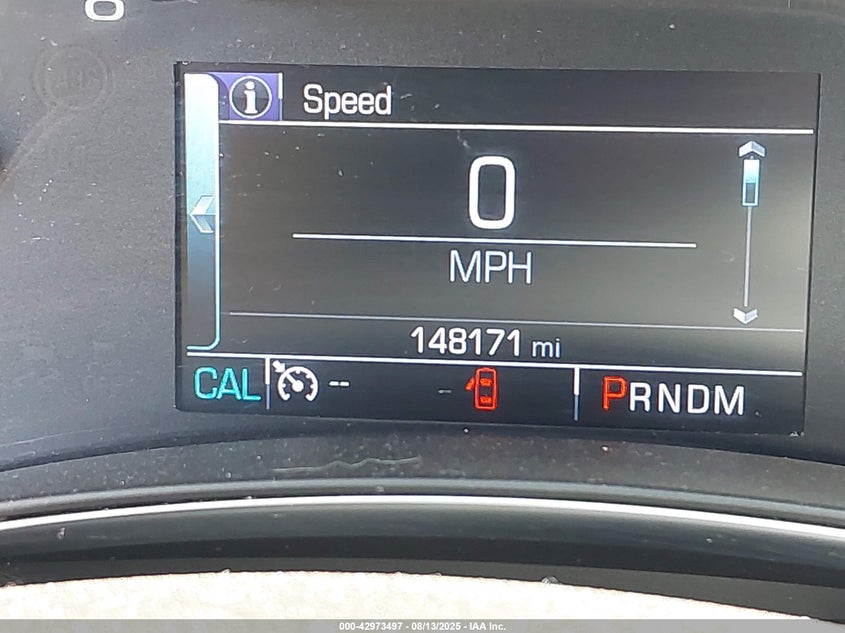 Speed
0
MPH
148171 mi
CAL -- PRNDM
000-42973497 - 08/13/2025 - IAA Inc.